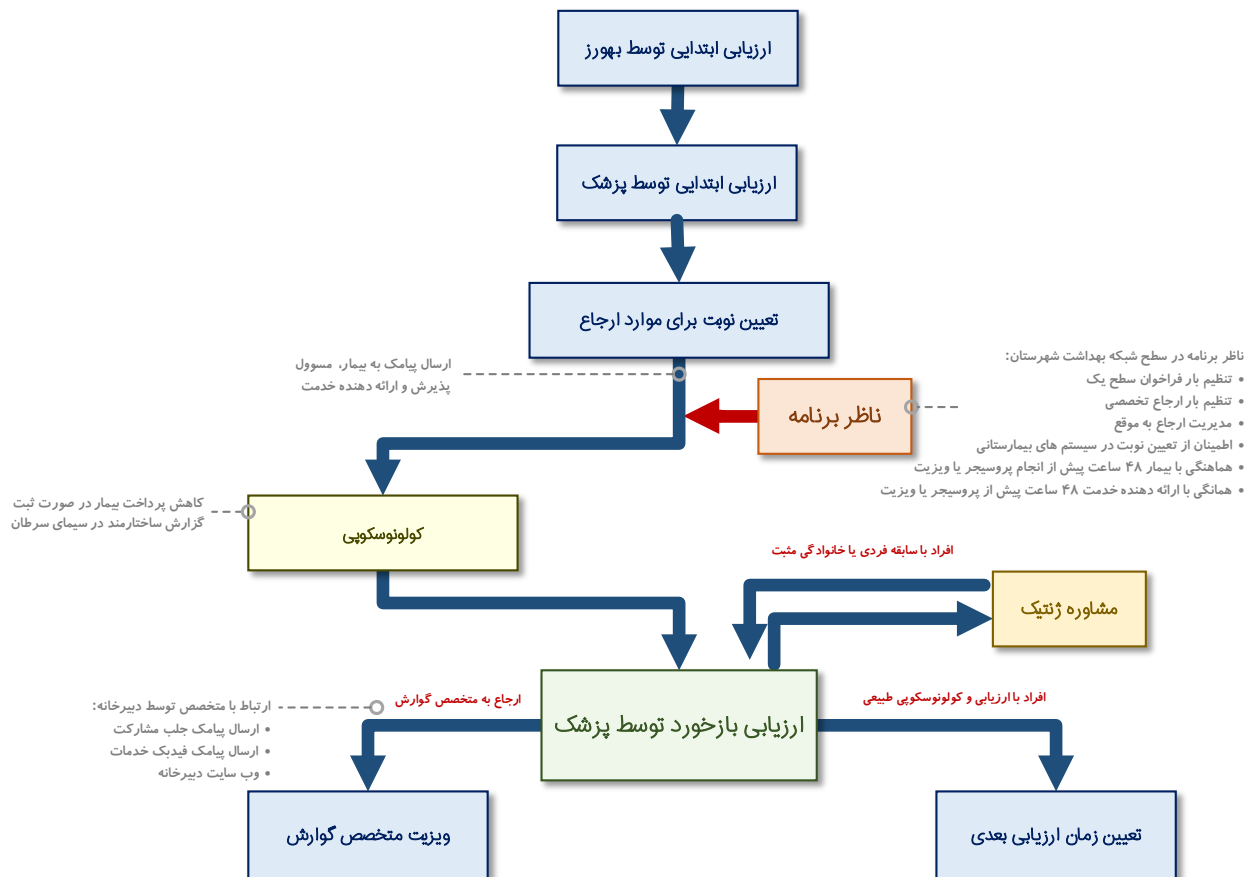 ارزیابی ابتدایی توسط بهورز
ارزیابی ابتدایی توسط پزشک
تعیین نوبت برای موارد ارجاع
ارسال پیامک به بیمار، مسوول
پذیرش و ارائه دهنده خدمت
ناظر برنامه
ناظر برنامه در سطح شبکه بهداشت شهرستان:
• تنظیم بار فراخوان سطح یک
• تنظیم بار ارجاع تخصصی
• مدیریت ارجاع به موقع
• اطمینان از تعیین نوبت در سیستم های بیمارستانی
• هماهنگی با بیمار ۴۸ ساعت پیش از انجام پروسیجر یا ویزیت
• همانگی با ارائه دهنده خدمت ۴۸ ساعت پیش از پروسیجر یا ویزیت
کاهش پرداخت بیمار در صورت ثبت
گزارش ساختارمند در سیمای سرطان
کولونوسکوپی
افراد با سابقه فردی یا خانوادگی مثبت
مشاوره ژنتیک
ارزیابی بازخورد توسط پزشک
افراد با ارزیابی و کولونوسکوپی طبیعی
ارجاع به متخصص گوارش
ارتباط با متخصص توسط دبیرخانه:
• ارسال پیامک جلب مشارکت
• ارسال پیامک فیدبک خدمات
• وب سایت دبیرخانه
تعیین زمان ارزیابی بعدی
ویزیت متخصص گوارش